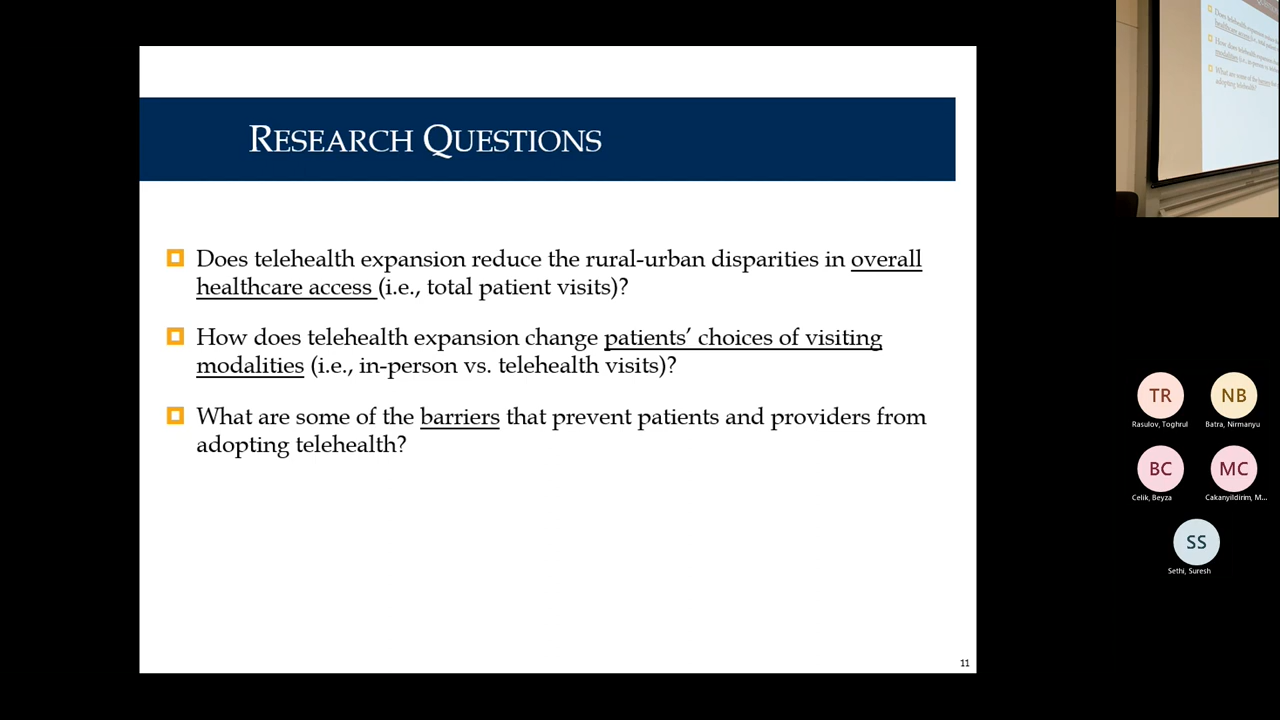 RESEARCH QUESTIONS
Does telehealth expansion reduce the rural-urban disparities in overall
healthcare access (i.e., total patient visits)?
How does telehealth expansion change patients’ choices of visiting
modalities (i.e., in-person vs. telehealth visits)?
What are some of the barriers that prevent patients and providers from
adopting telehealth?
11
TR
Rasulov, Toghrul
NB
Batra, Nirmanyu
BC
Celik, Beyza
MC
Cakanyildirim, M...
SS
Sethi, Suresh